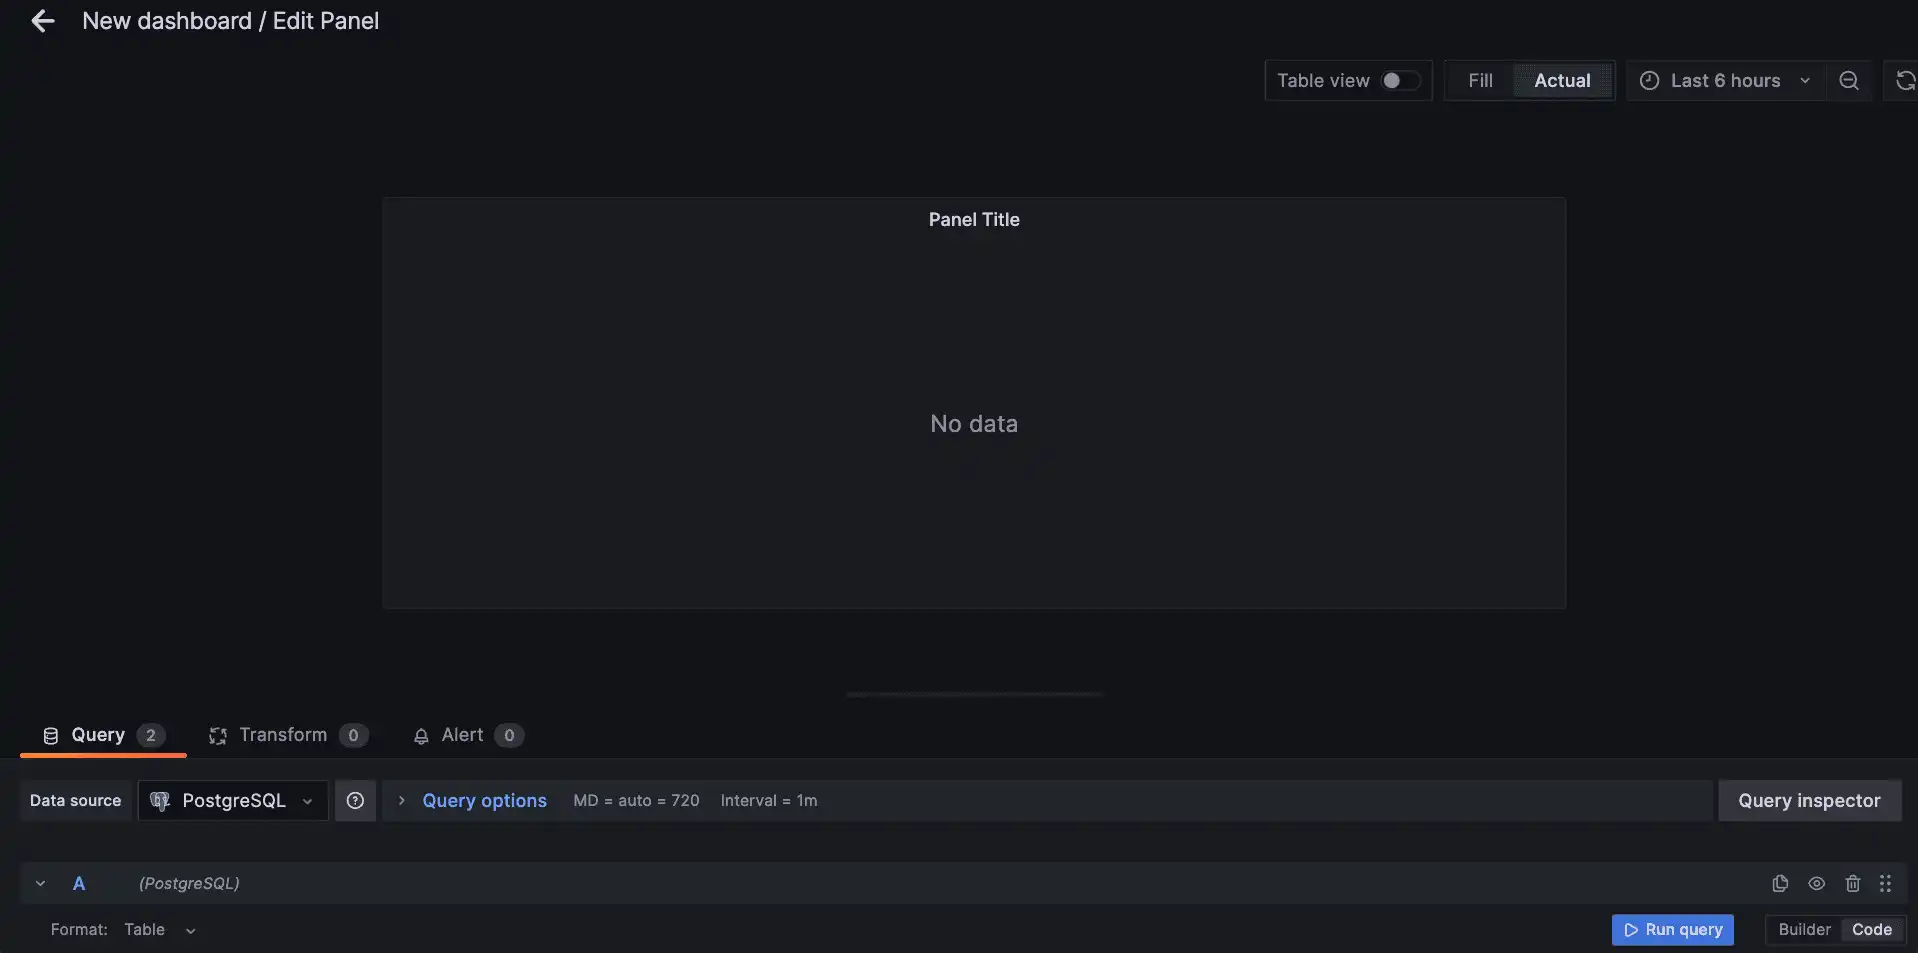 New dashboard / Edit Panel
Table view Fill Actual Last 6 hours
Panel Title
No data
Query 2 Transform 0 Alert 0
Data source PostgreSQL Query options MD = auto = 720 Interval = 1m Query inspector
A (PostgreSQL)
Format: Table Run query Builder Code